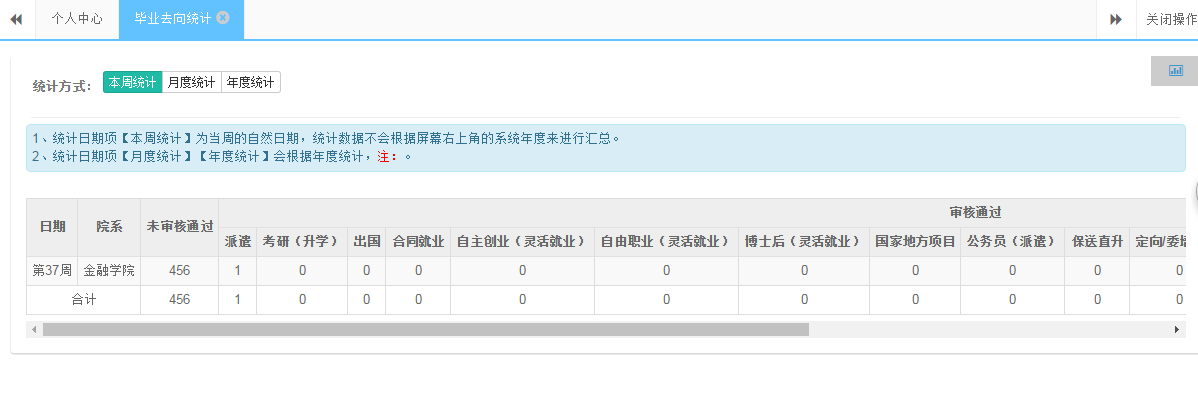 个人中心 毕业去向统计 关闭操作
统计方式: 本周统计 月度统计 年度统计
1、统计日期项【本周统计】为当周的自然日期，统计数据不会根据屏幕右上角的系统年度来进行汇总。
2、统计日期项【月度统计】【年度统计】会根据年度统计，注：。
日期 院系 未审核通过 审核通过
派遣 考研（升学） 出国 合同就业 自主创业（灵活就业） 自由职业（灵活就业） 博士后（灵活就业） 国家地方项目 公务员（派遣） 保送直升 定向/委培
第37周 金融学院 456 1 0 0 0 0 0 0 0 0 0 0
合计 456 1 0 0 0 0 0 0 0 0 0 0